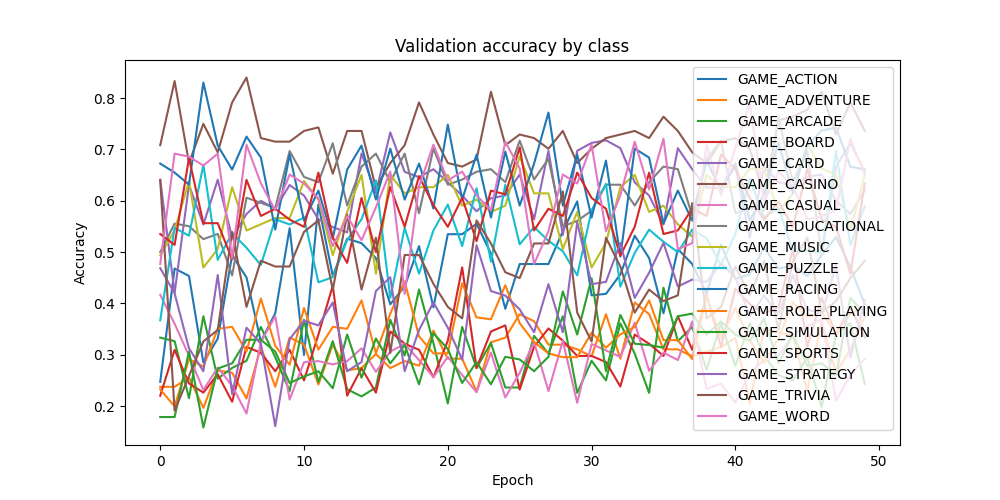 Validation accuracy by class
Accuracy
0.8
0.7
0.6
0.5
0.4
0.3
0.2
GAME_ACTION
GAME_ADVENTURE
GAME_ARCADE
GAME_BOARD
GAME_CARD
GAME_CASINO
GAME_CASUAL
GAME_EDUCATIONAL
GAME_MUSIC
GAME_PUZZLE
GAME_RACING
GAME_ROLE_PLAYING
GAME_SIMULATION
GAME_SPORTS
GAME_STRATEGY
GAME_TRIVIA
GAME_WORD
0 10 20 30 40 50
Epoch